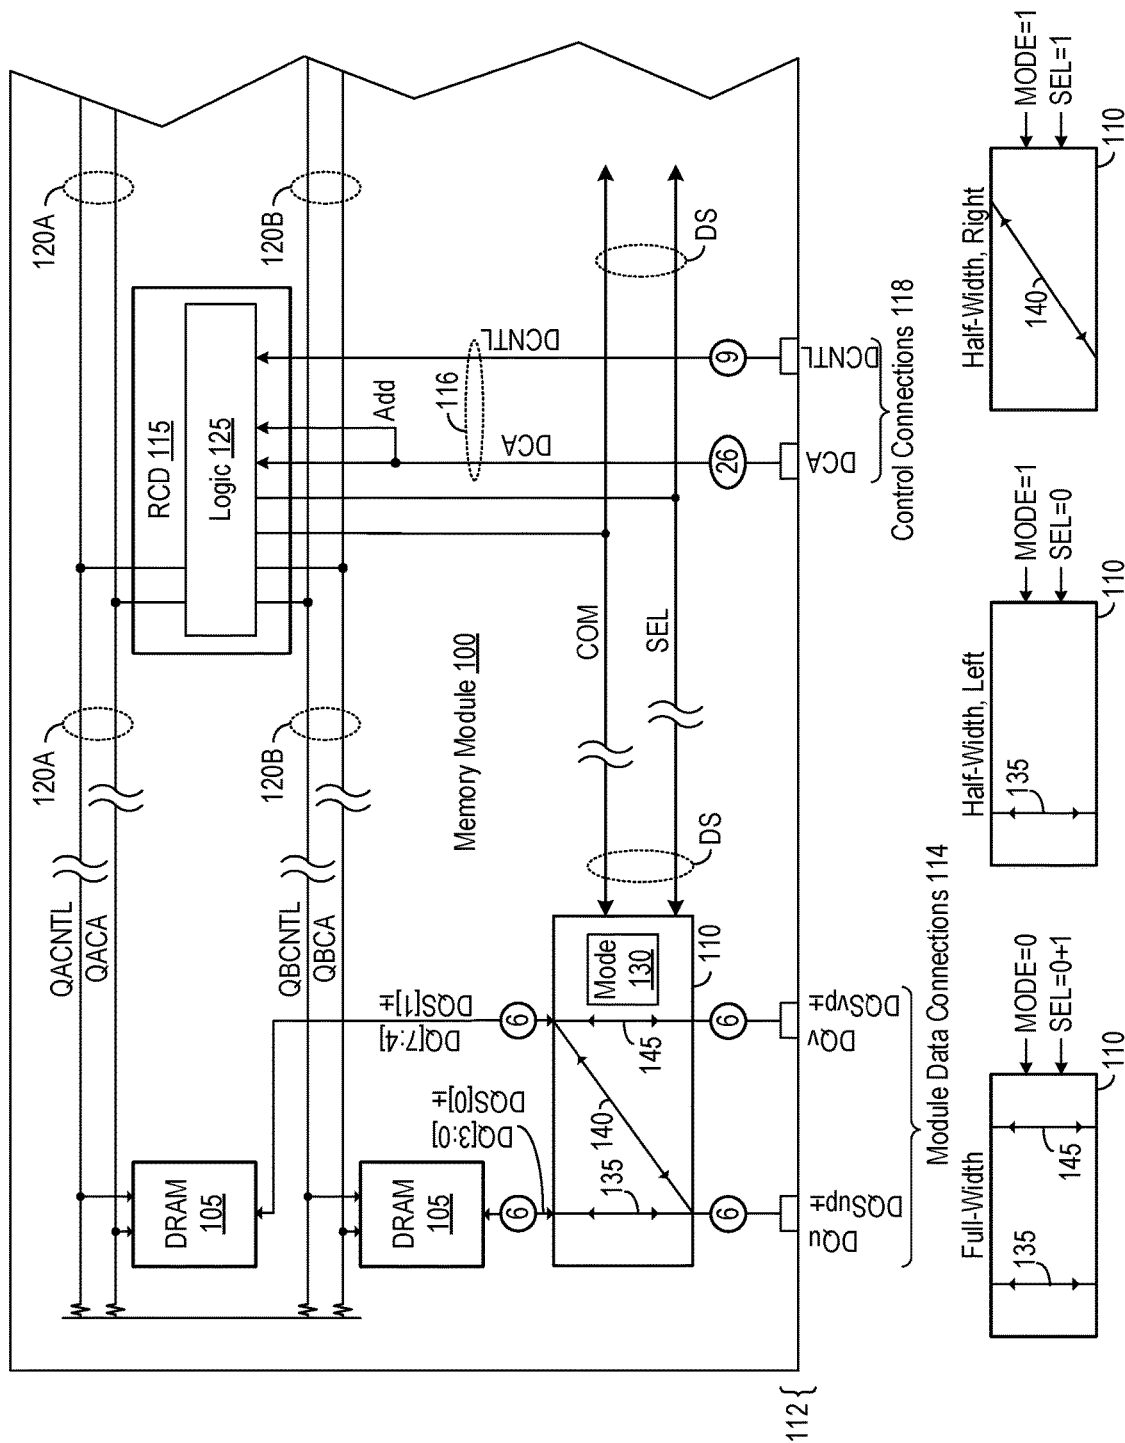 120A
120A
QACNTL
QACA
120B
120B
QBCNTL
QBCA
RCD 115
Logic 125
Add
116
DCNTL
DCA
DRAM
105
DRAM
105
DQ[7:4]
DQS[1]±
DQ[3:0]
DQS[0]±
Memory Module 100
COM
SEL
DS
DS
6
6
Mode
130
135
140
145
110
6
6
26
9
DQu
DQSup±
DQv
DQSvp±
DCA
DCNTL
112
Module Data Connections 114
Control Connections 118
Full-Width
135
145
MODE=0
SEL=0+1
110
Half-Width, Left
135
MODE=1
SEL=0
110
Half-Width, Right
140
MODE=1
SEL=1
110